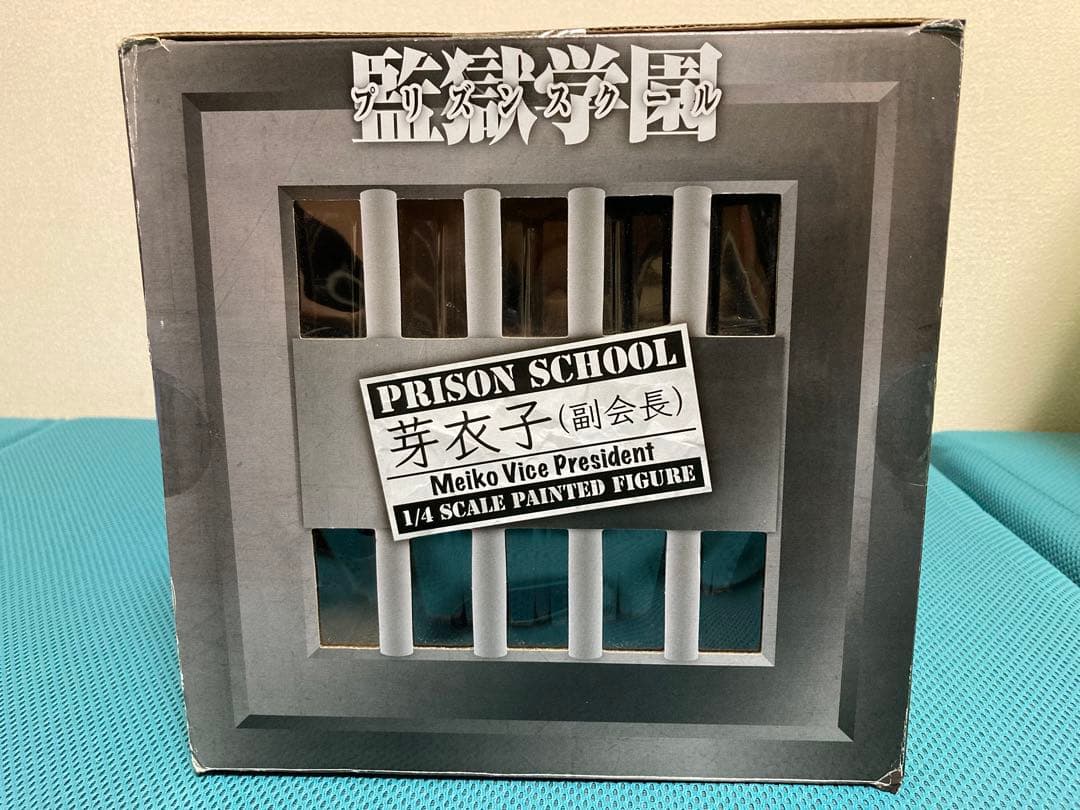 監獄学園
プリズンスクール
PRISON SCHOOL
芽衣子(副会長)
Meiko Vice President
1/4 SCALE PAINTED FIGURE